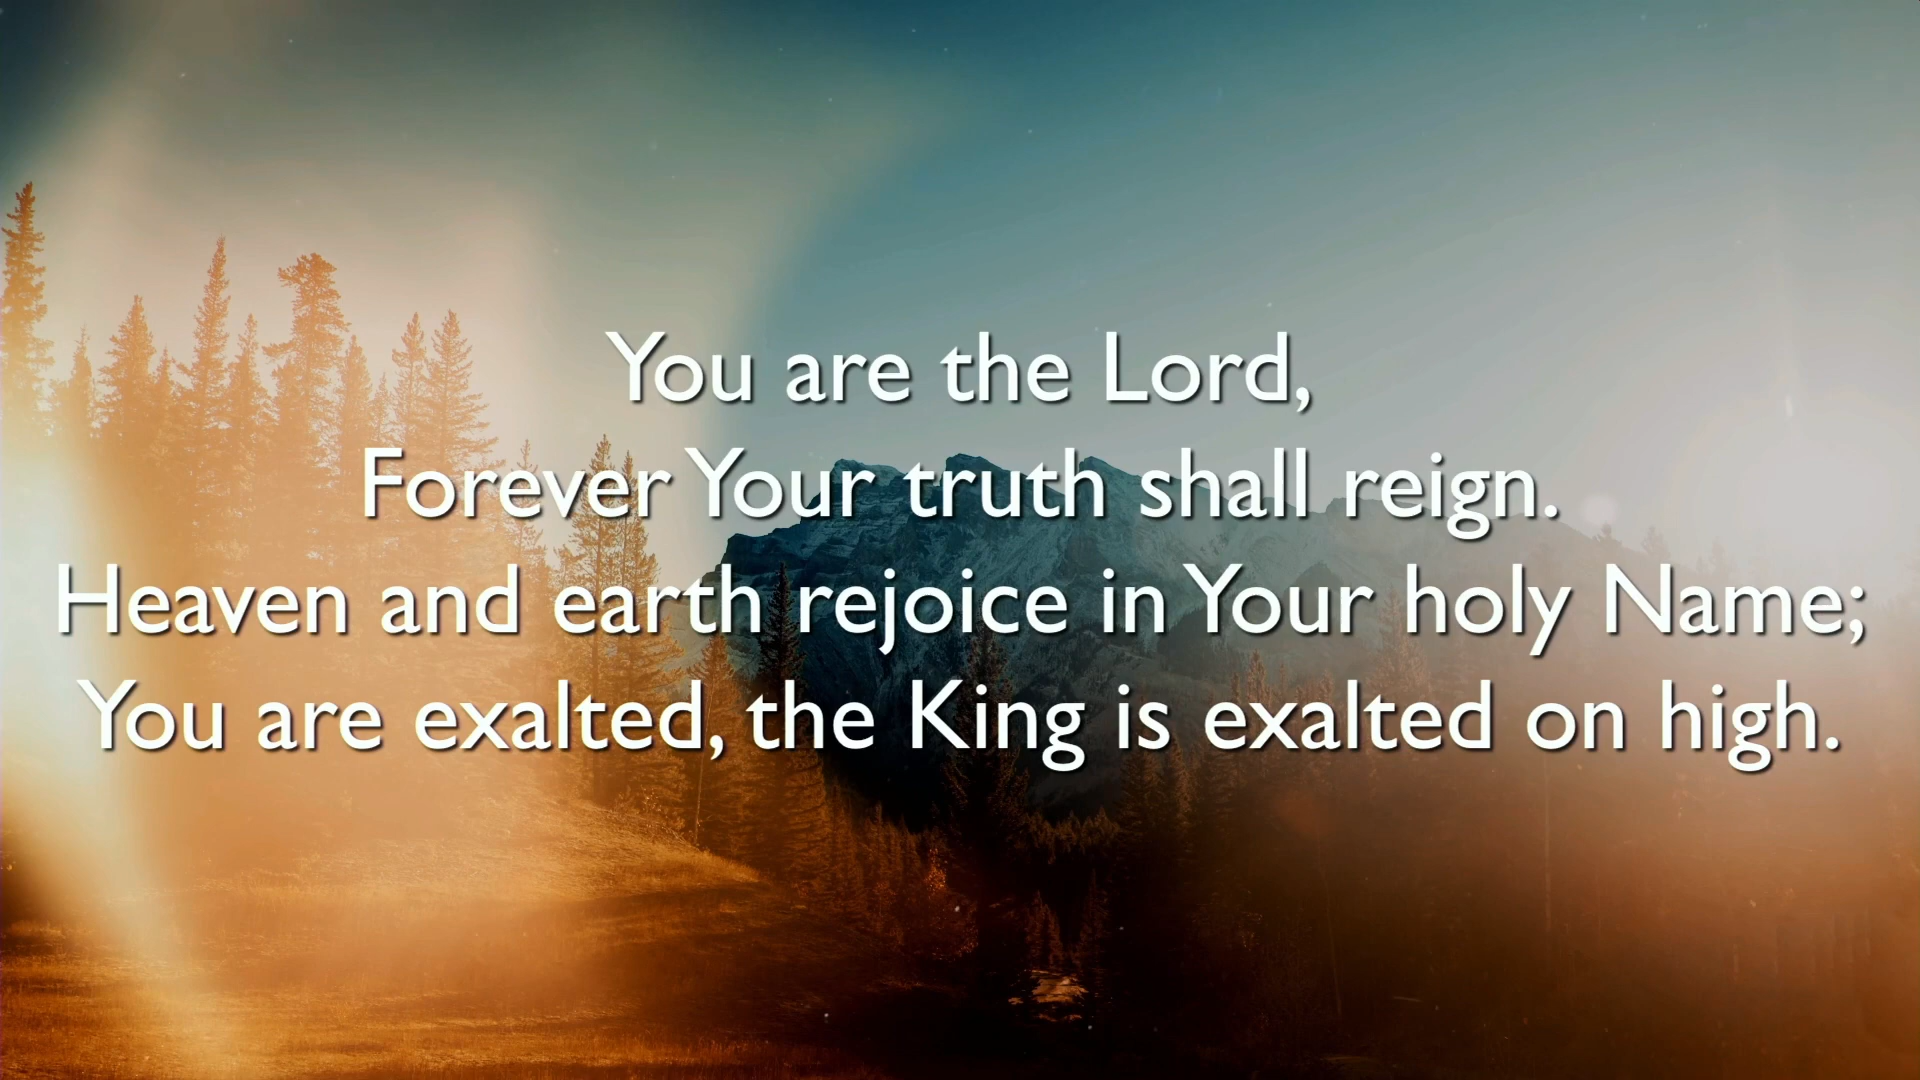 You are the Lord,
Forever Your truth shall reign.
Heaven and earth rejoice in Your holy Name;
You are exalted, the King is exalted on high.